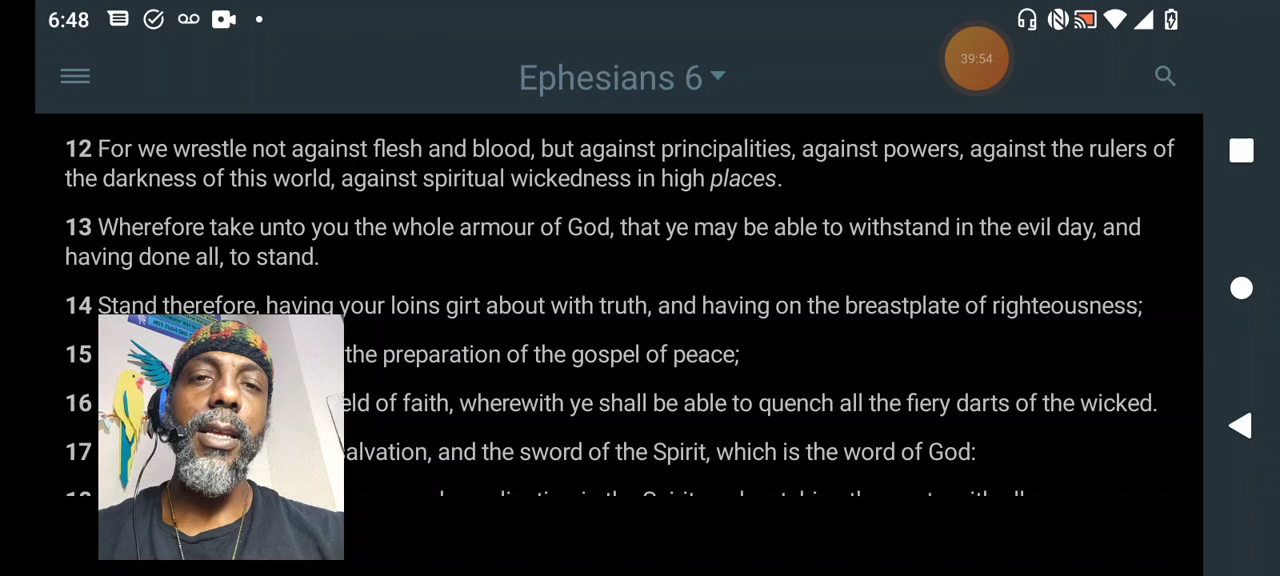 6:48
39:54
Ephesians 6
12 For we wrestle not against flesh and blood, but against principalities, against powers, against the rulers of
the darkness of this world, against spiritual wickedness in high places.
13 Wherefore take unto you the whole armour of God, that ye may be able to withstand in the evil day, and
having done all, to stand.
14 Stand therefore, having your loins girt about with truth, and having on the breastplate of righteousness;
15 the preparation of the gospel of peace;
16 eld of faith, wherewith ye shall be able to quench all the fiery darts of the wicked.
17 alvation, and the sword of the Spirit, which is the word of God: